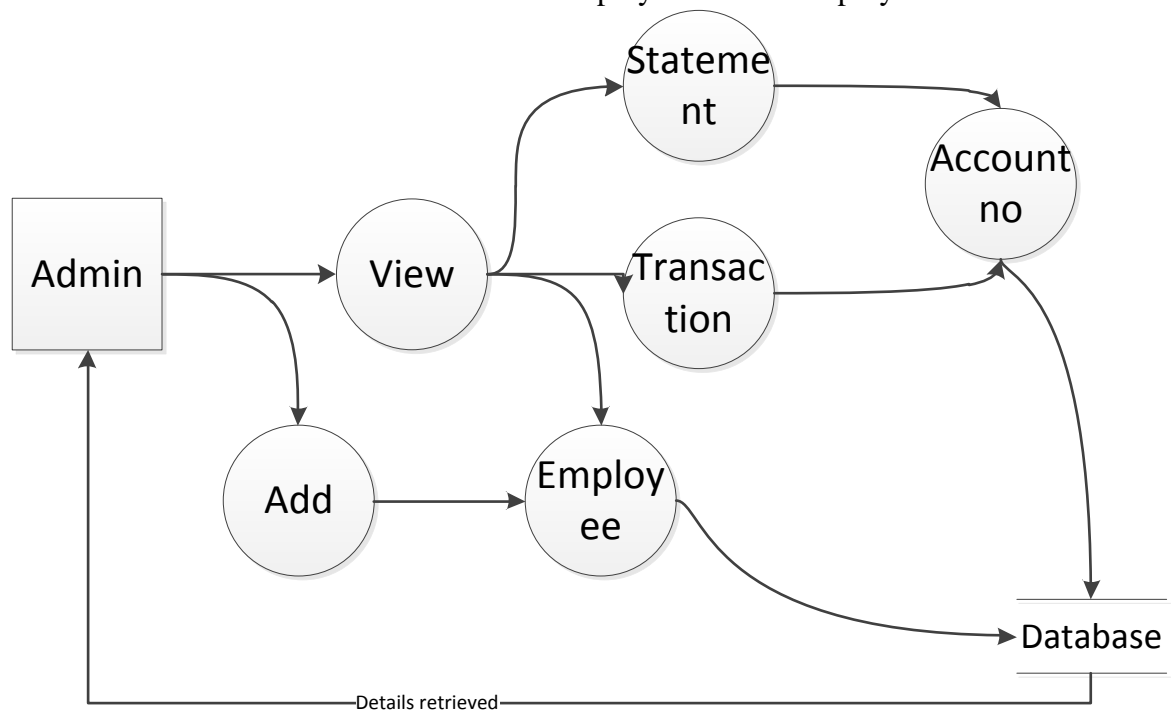 Stateme
nt
Account
no
Admin
View
Transac
tion
Add
Employ
ee
Database
Details retrieved